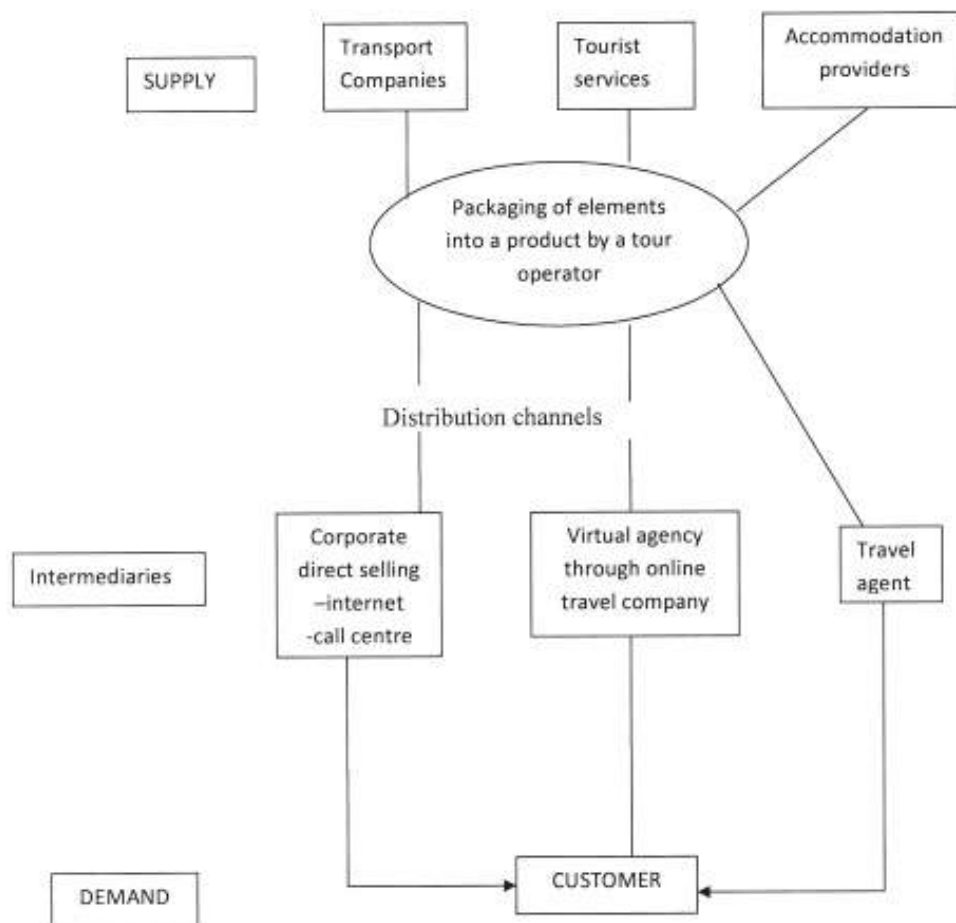 SUPPLY
Transport
Companies
Tourist
services
Accommodation
providers
Packaging of elements
into a product by a tour
operator
Distribution channels
Intermediaries
Corporate
direct selling
–internet
-call centre
Virtual agency
through online
travel company
Travel
agent
DEMAND
CUSTOMER